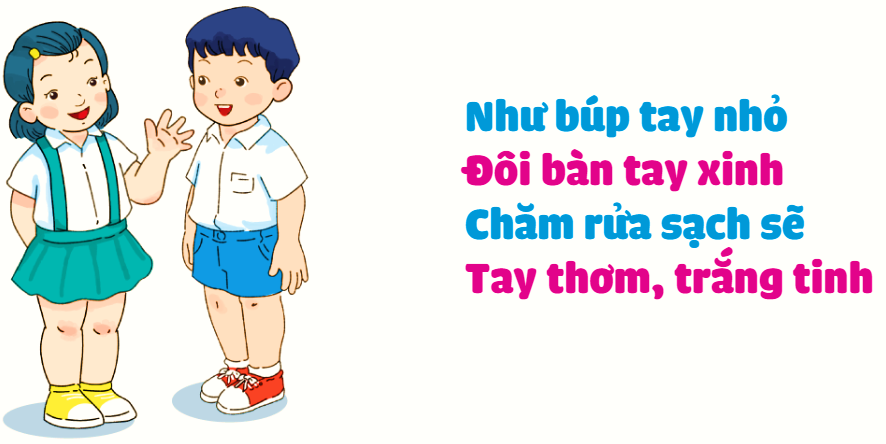 Như búp tay nhỏ
Đôi bàn tay xinh
Chăm rửa sạch sẽ
Tay thơm, trắng tinh